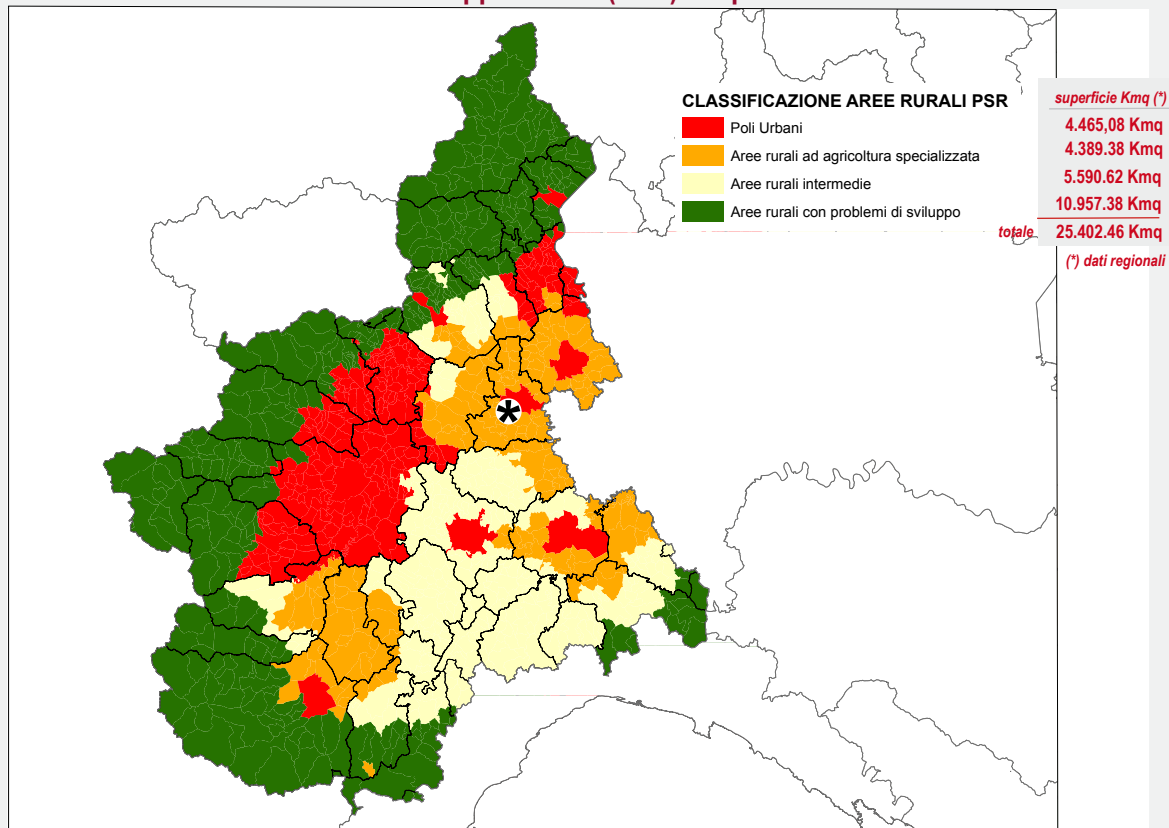 CLASSIFICAZIONE AREE RURALI PSR
superficie Kmq (*)
Poli Urbani
4.465,08 Kmq
Aree rurali ad agricoltura specializzata
4.389.38 Kmq
Aree rurali intermedie
5.590.62 Kmq
Aree rurali con problemi di sviluppo
10.957.38 Kmq
totale 25.402.46 Kmq
(*) dati regionali
*